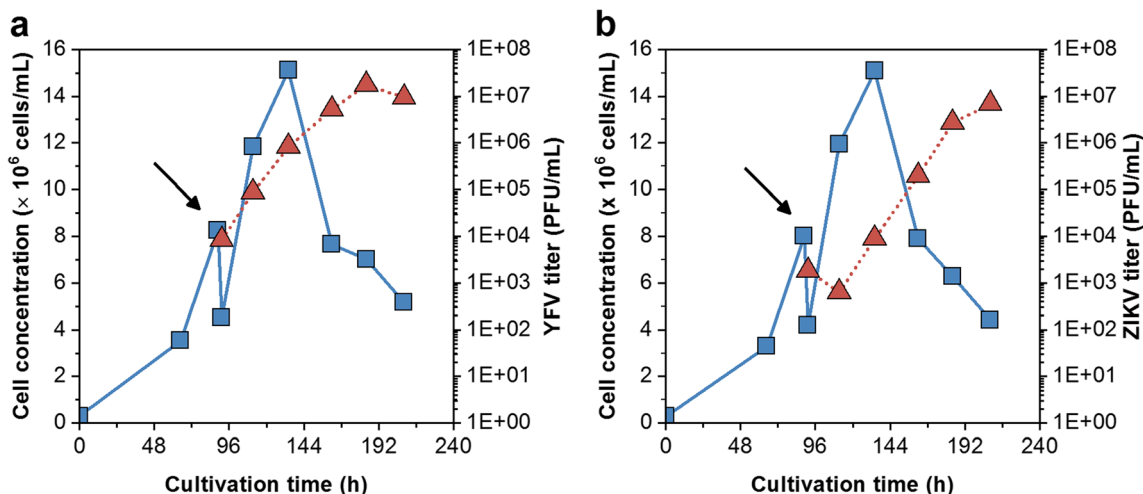 a
16
14
12
10
8
6
4
2
0
Cell concentration (× 10⁶ cells/mL)
1E+08
1E+07
1E+06
1E+05
1E+04
1E+03
1E+02
1E+01
1E+00
YFV titer (PFU/mL)
0 48 96 144 192 240
Cultivation time (h)
b
16
14
12
10
8
6
4
2
0
Cell concentration (x 10⁶ cells/mL)
1E+08
1E+07
1E+06
1E+05
1E+04
1E+03
1E+02
1E+01
1E+00
ZIKV titer (PFU/mL)
0 48 96 144 192 240
Cultivation time (h)